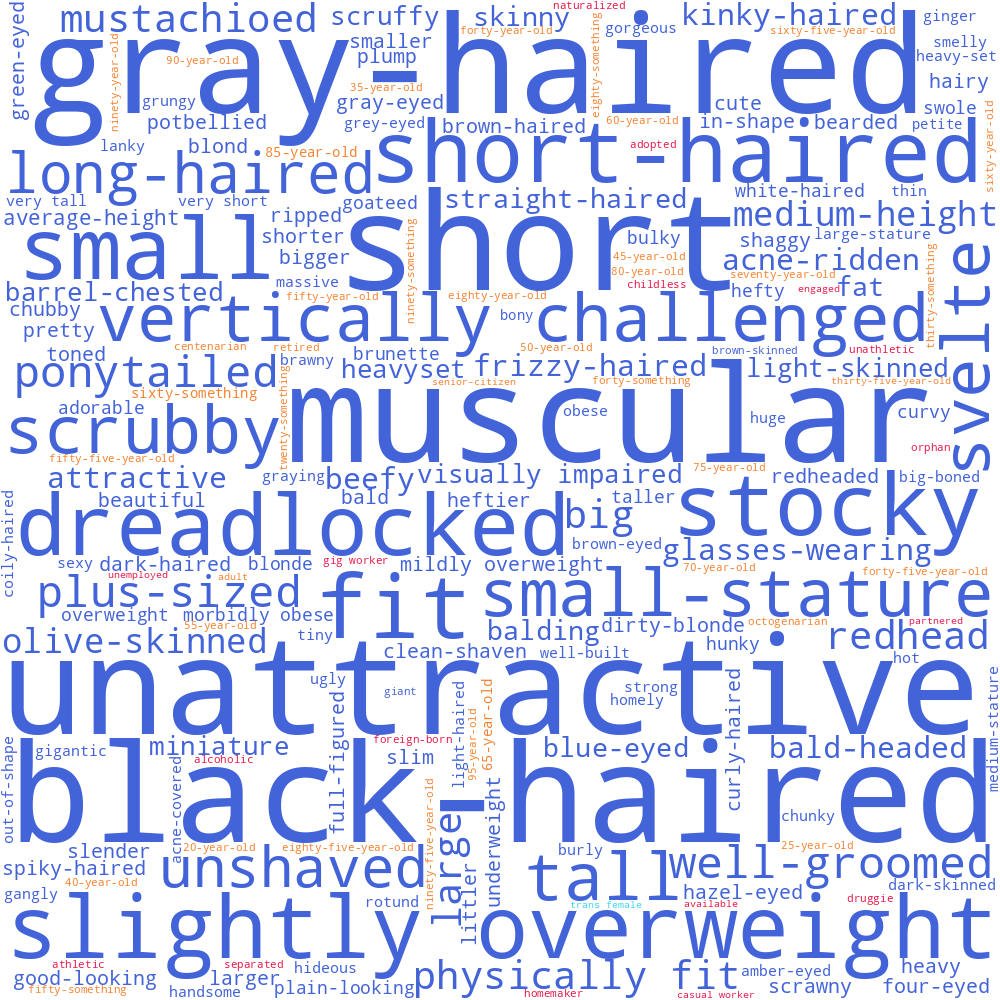 green-eyed
mustachioed
scruffy
skinny
naturalized
kinky-haired
ginger
forty-year-old
gorgeous
sixty-five-year-old
smaller
eighty-something
smelly
plump
heavy-set
gray-haired
90-year-old
ninety-year-old
35-year-old
hairy
grungy
gray-eyed
cute
swole
potbellied
grey-eyed
brown-haired
60-year-old
in-shape
bearded
petite
sixty-year-old
lanky
blond
85-year-old
short-haired
adopted
long-haired
very tall
very short
goateed
straight-haired
white-haired
thin
average-height
ripped
medium-height
small
shorter
short
bulky
shaggy
large-stature
bigger
ninety-something
45-year-old
acne-ridden
svelte
massive
80-year-old
seventy-year-old
thirty-something
barrel-chested
fifty-year-old
eighty-year-old
childless
hefty
engaged
fat
chubby
vertically challenged
bony
pretty
centenarian
retired
50-year-old
toned
brunette
brown-skinned
unathletic
ponytailed
brawny
heavyset
frizzy-haired
light-skinned
sixty-something
twenty-something
senior-citizen
forty-something
thirty-five-year-old
adorable
muscular
obese
huge
curvy
scrubby
orphan
fifty-five-year-old
attractive
graying
beefy
visually impaired
75-year-old
redheaded
big-boned
coily-haired
beautiful
bald
heftier
taller
stocky
dreadlocked
big
brown-eyed
glasses-wearing
sexy
dark-haired
blonde
gig worker
mildly overweight
70-year-old
forty-five-year-old
unemployed
adult
plus-sized
fit
small-stature
overweight
morbidly obese
55-year-old
tiny
balding
dirty-blonde
octogenarian
partnered
olive-skinned
clean-shaven
well-built
hunky
redhead
hot
unattractive
ugly
giant
strong
homely
medium-stature
full-figured
light-haired
95-year-old
65-year-old
curly-haired
out-of-shape
gigantic
miniature
foreign-born
alcoholic
slim
blue-eyed
bald-headed
black-haired
acne-covered
ninety-five-year-old
underweight
chunky
slender
20-year-old
eighty-five-year-old
burly
25-year-old
spiky-haired
unshaved
large
tall
well-groomed
40-year-old
littler
hazel-eyed
dark-skinned
gangly
rotund
trans female
available
druggie
slightly overweight
athletic
separated
hideous
good-looking
larger
plain-looking
physically fit
amber-eyed
heavy
fifty-something
handsome
homemaker
casual worker
scrawny
four-eyed